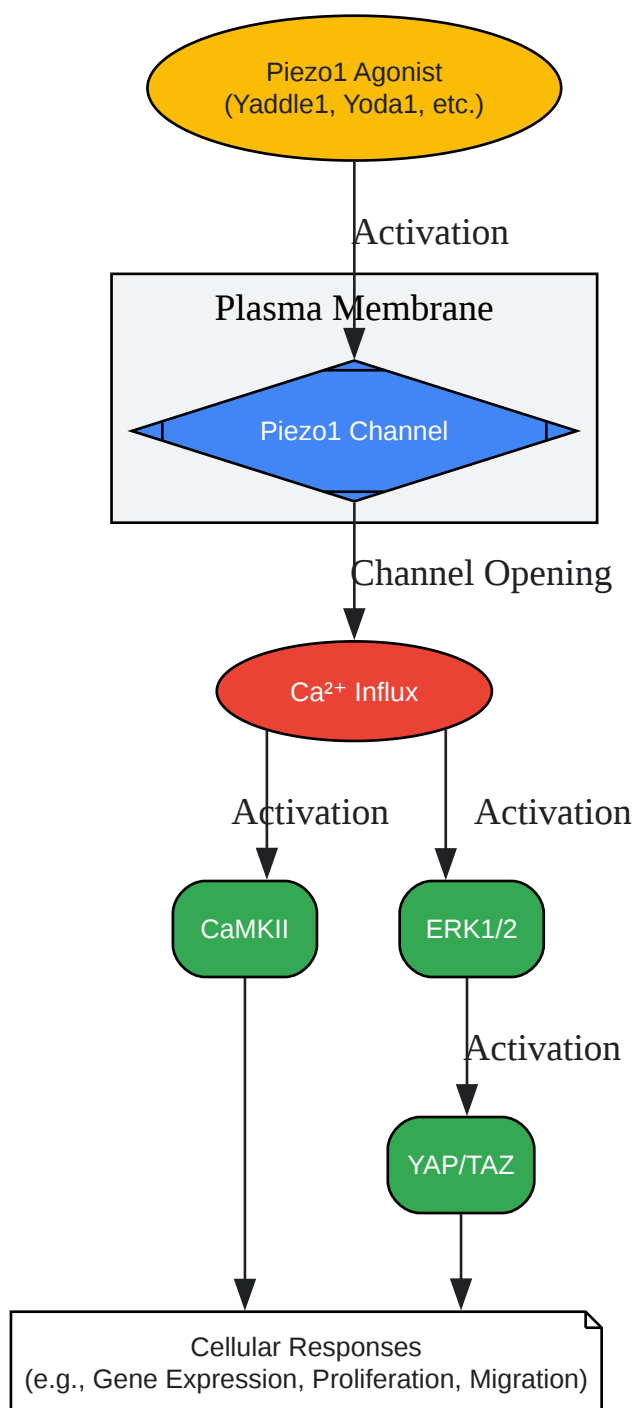 Piezo1 Agonist
(Yaddle1, Yoda1, etc.)
Activation
Plasma Membrane
Piezo1 Channel
Channel Opening
Ca²⁺ Influx
Activation
Activation
CaMKII
ERK1/2
Activation
YAP/TAZ
Cellular Responses
(e.g., Gene Expression, Proliferation, Migration)